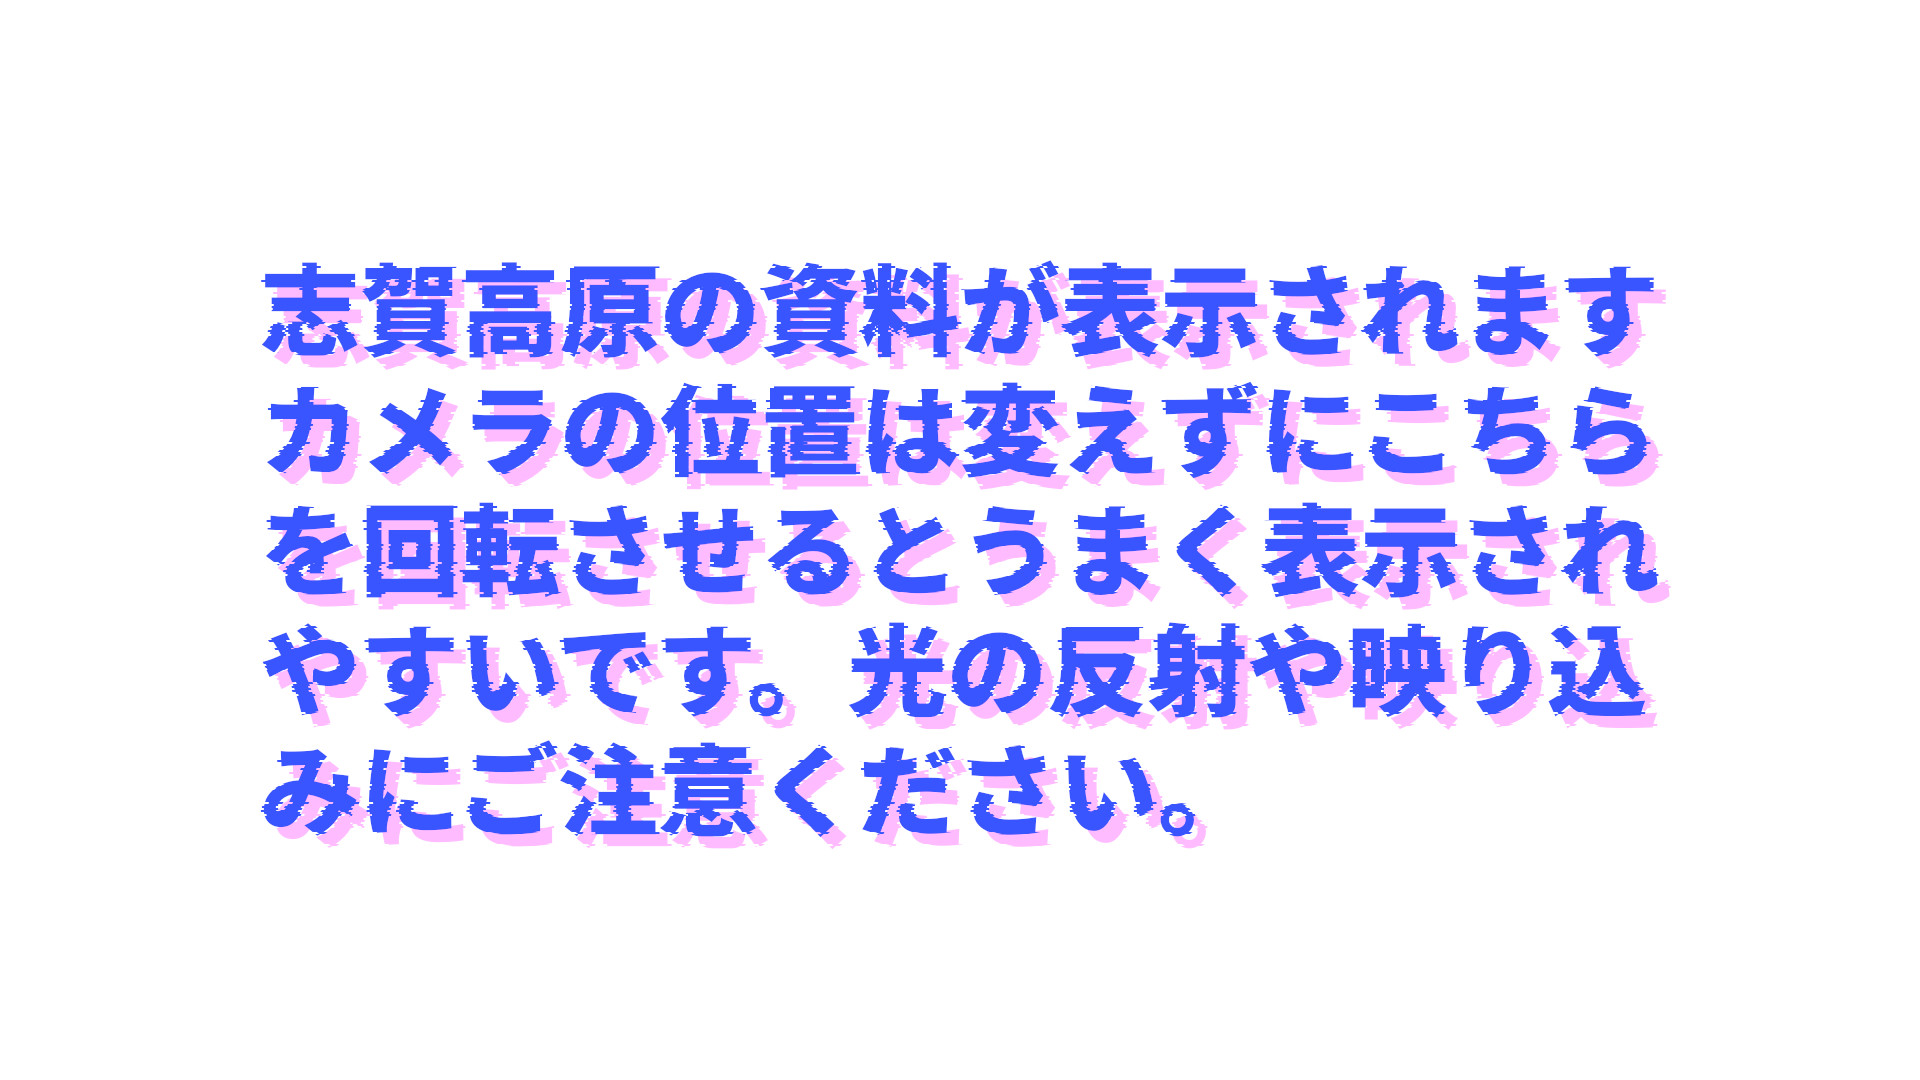 志賀高原の資料が表示されます
カメラの位置は変えずにこちら
を回転させるとうまく表示され
やすいです。光の反射や映り込
みにご注意ください。